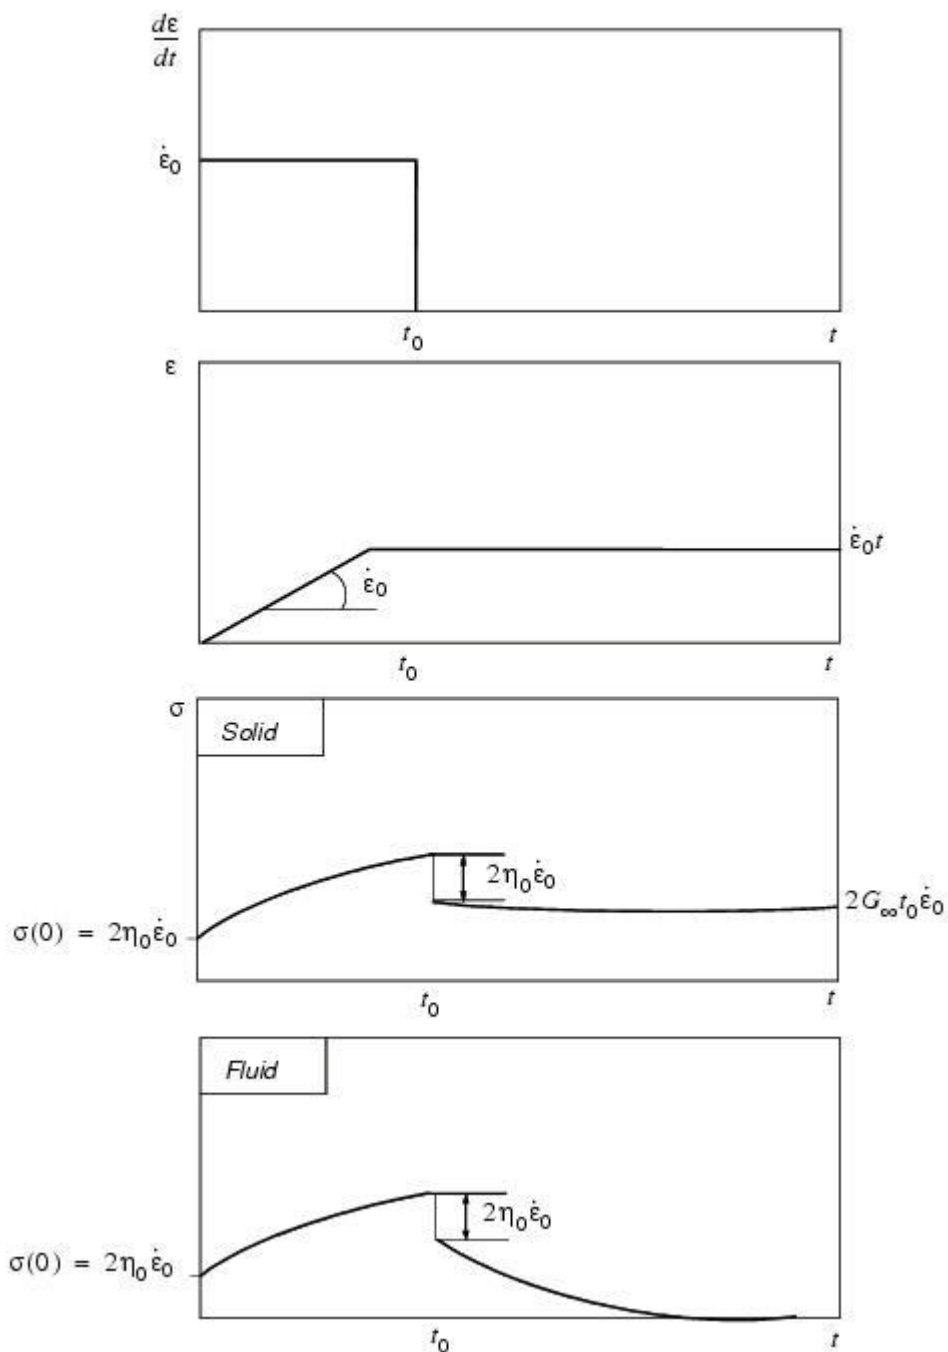 dε/dt
ε̇₀
t₀
t
ε
ε̇₀t
ε̇₀
t₀
t
σ
Solid
2η₀ε̇₀
2G∞t₀ε̇₀
σ(0) = 2η₀ε̇₀
t₀
t
Fluid
2η₀ε̇₀
σ(0) = 2η₀ε̇₀
t₀
t